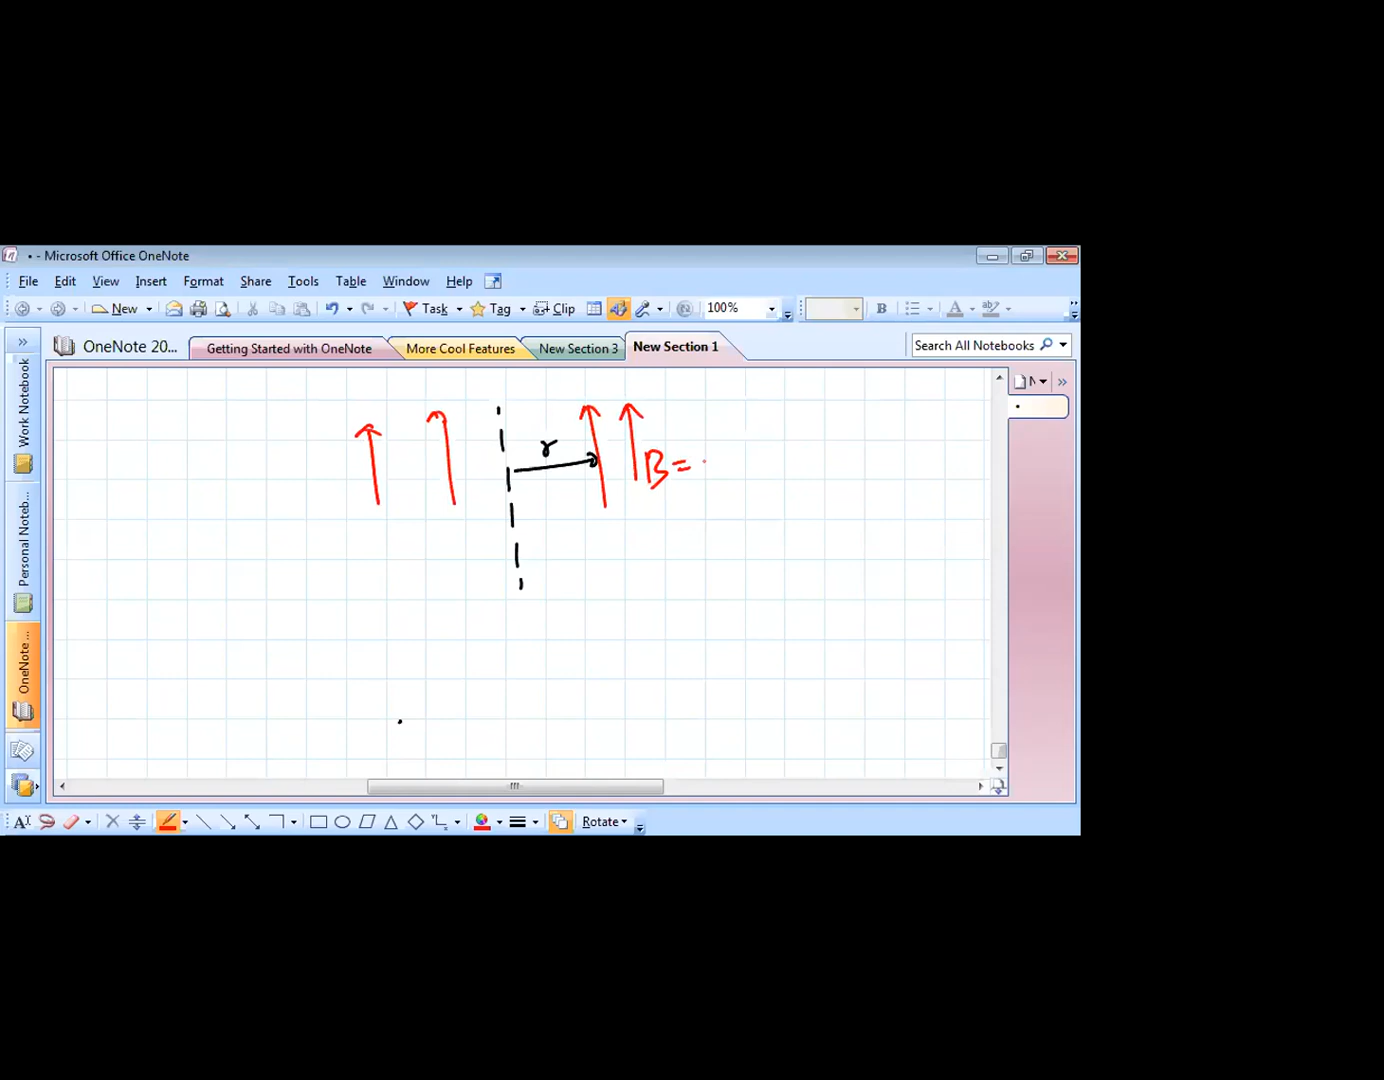 • - Microsoft Office OneNote
File Edit View Insert Format Share Tools Table Window Help
New Task Tag Clip 100% B A ab
OneNote 20... Getting Started with OneNote More Cool Features New Section 3 New Section 1 Search All Notebooks
Work Notebook
Personal Noteb...
OneNote ...
N
r
B =
A Rotate